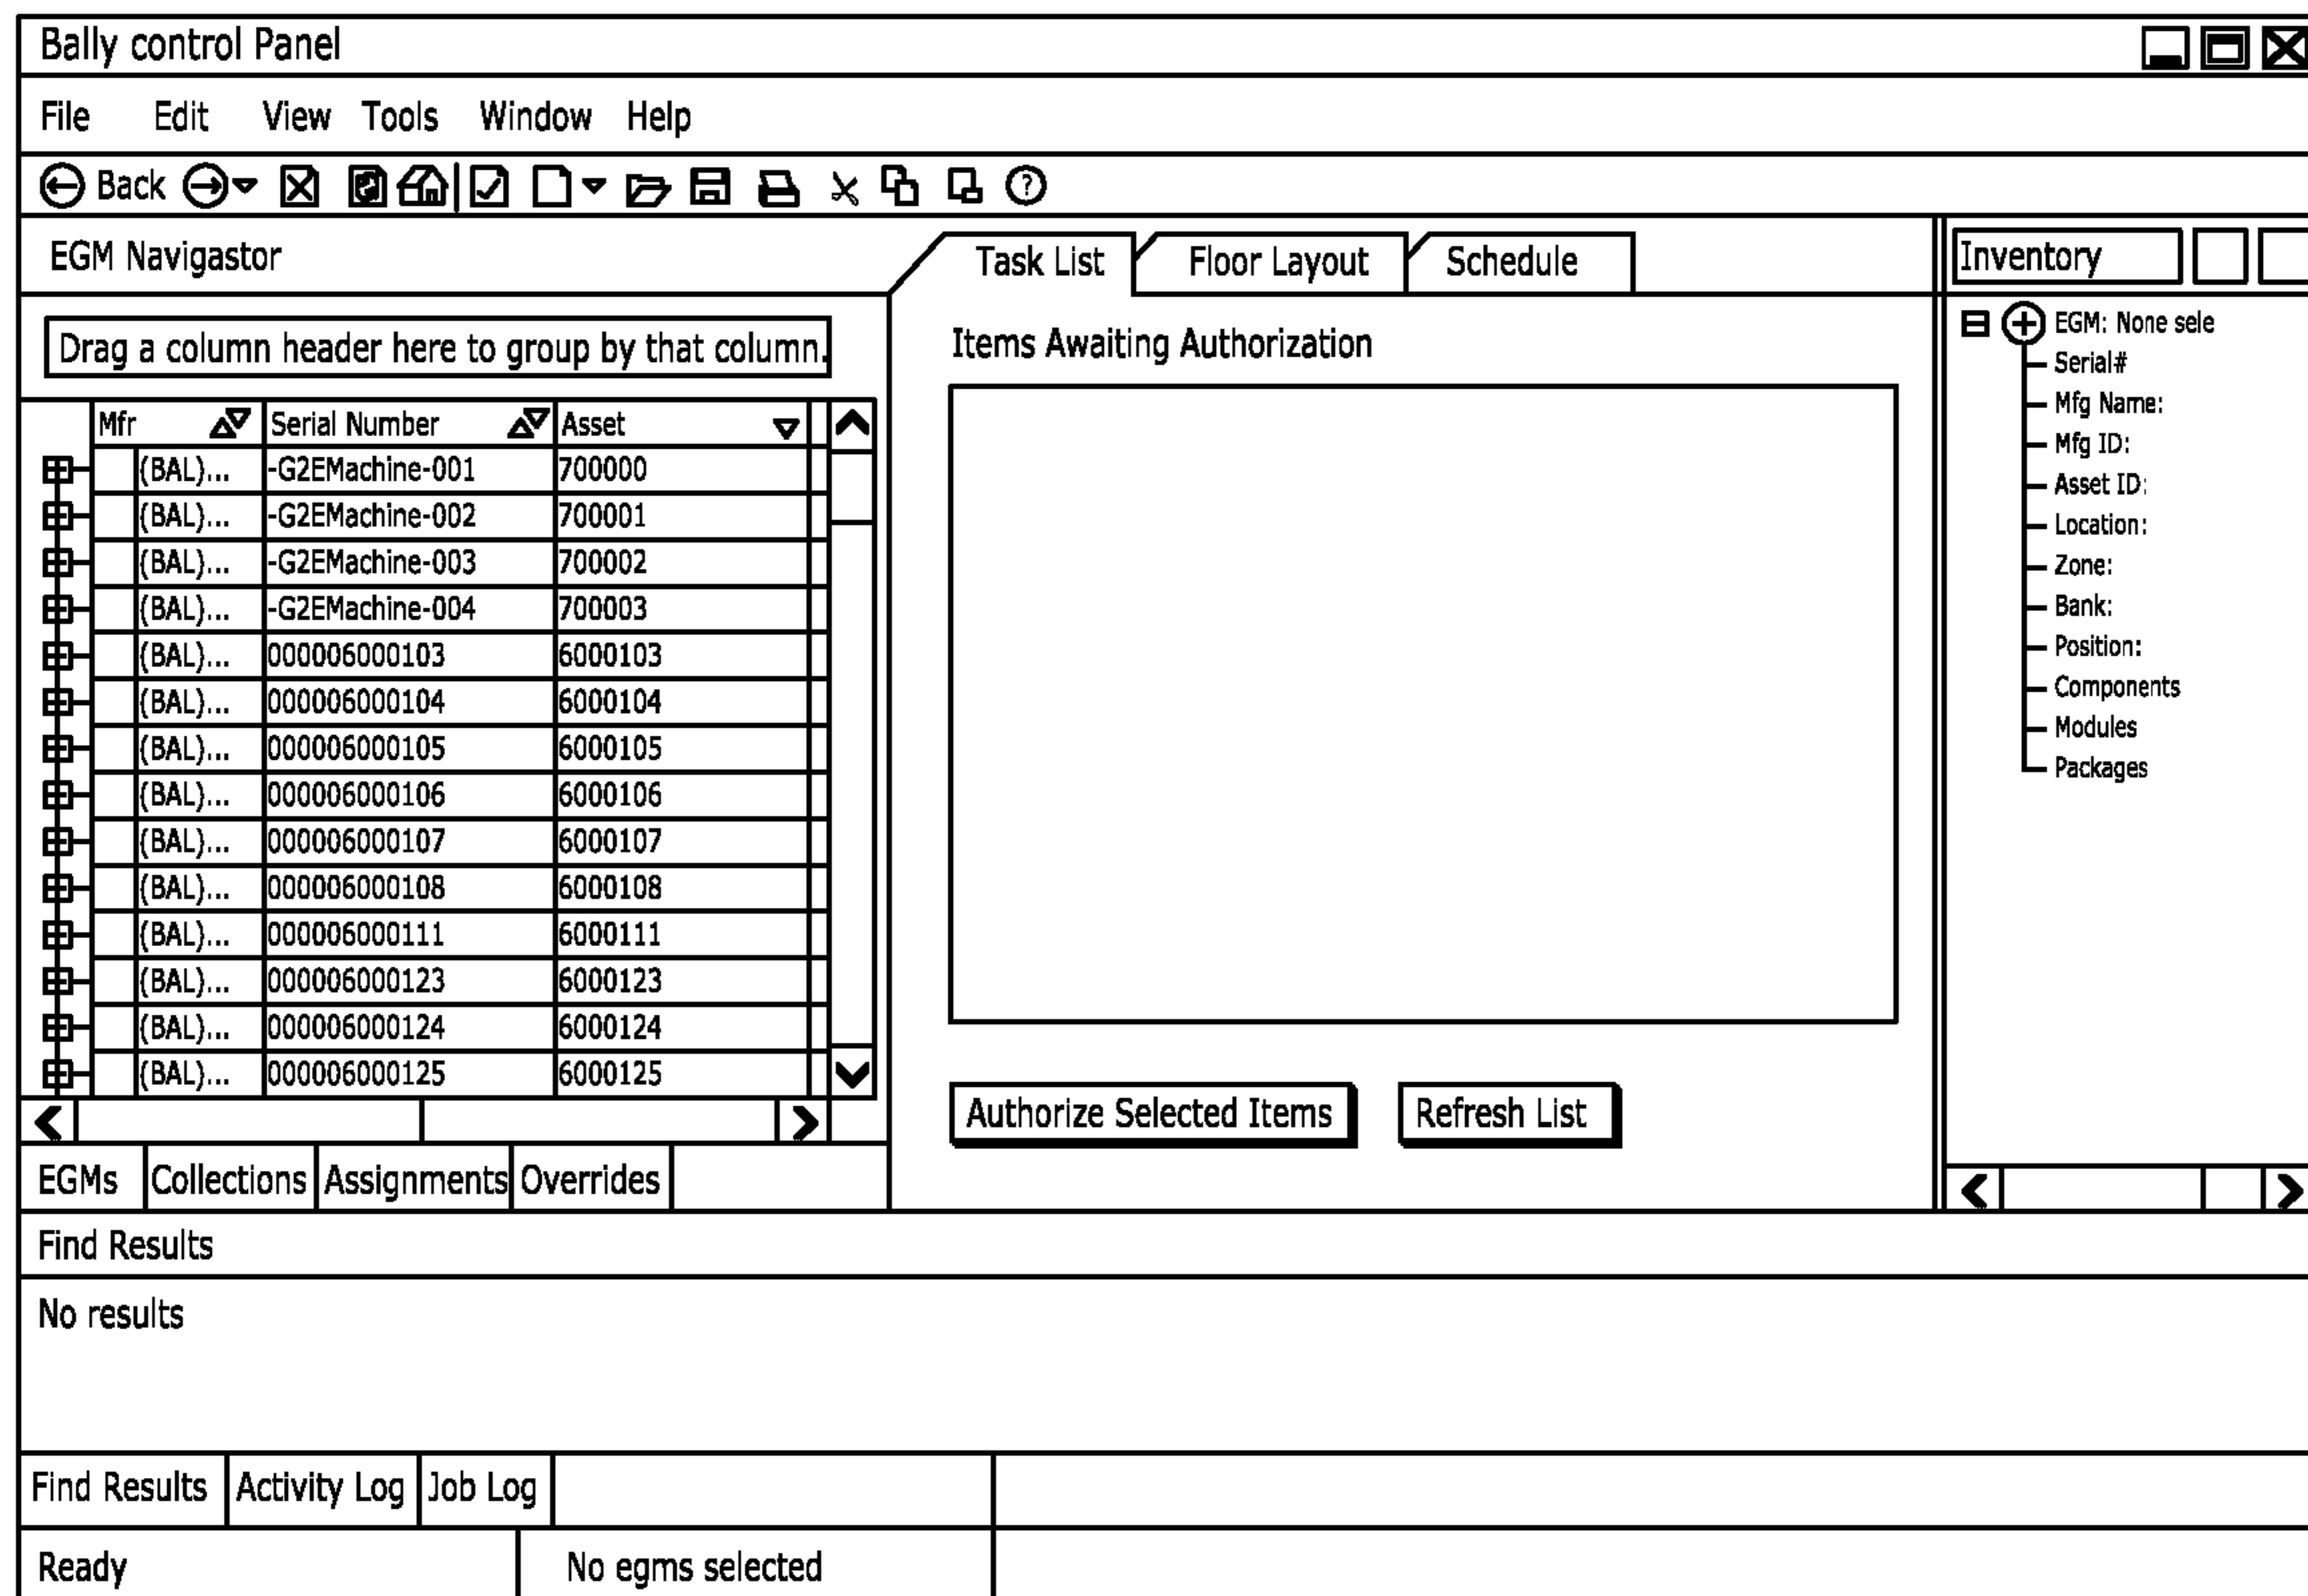 Bally control Panel
File Edit View Tools Window Help
Back
EGM Navigastor
Drag a column header here to group by that column.
Mfr Serial Number Asset
(BAL)... -G2EMachine-001 700000
(BAL)... -G2EMachine-002 700001
(BAL)... -G2EMachine-003 700002
(BAL)... -G2EMachine-004 700003
(BAL)... 000006000103 6000103
(BAL)... 000006000104 6000104
(BAL)... 000006000105 6000105
(BAL)... 000006000106 6000106
(BAL)... 000006000107 6000107
(BAL)... 000006000108 6000108
(BAL)... 000006000111 6000111
(BAL)... 000006000123 6000123
(BAL)... 000006000124 6000124
(BAL)... 000006000125 6000125
EGMs Collections Assignments Overrides
Task List Floor Layout Schedule
Items Awaiting Authorization
Authorize Selected Items Refresh List
Inventory
EGM: None sele
Serial#
Mfg Name:
Mfg ID:
Asset ID:
Location:
Zone:
Bank:
Position:
Components
Modules
Packages
Find Results
No results
Find Results Activity Log Job Log
Ready No egms selected